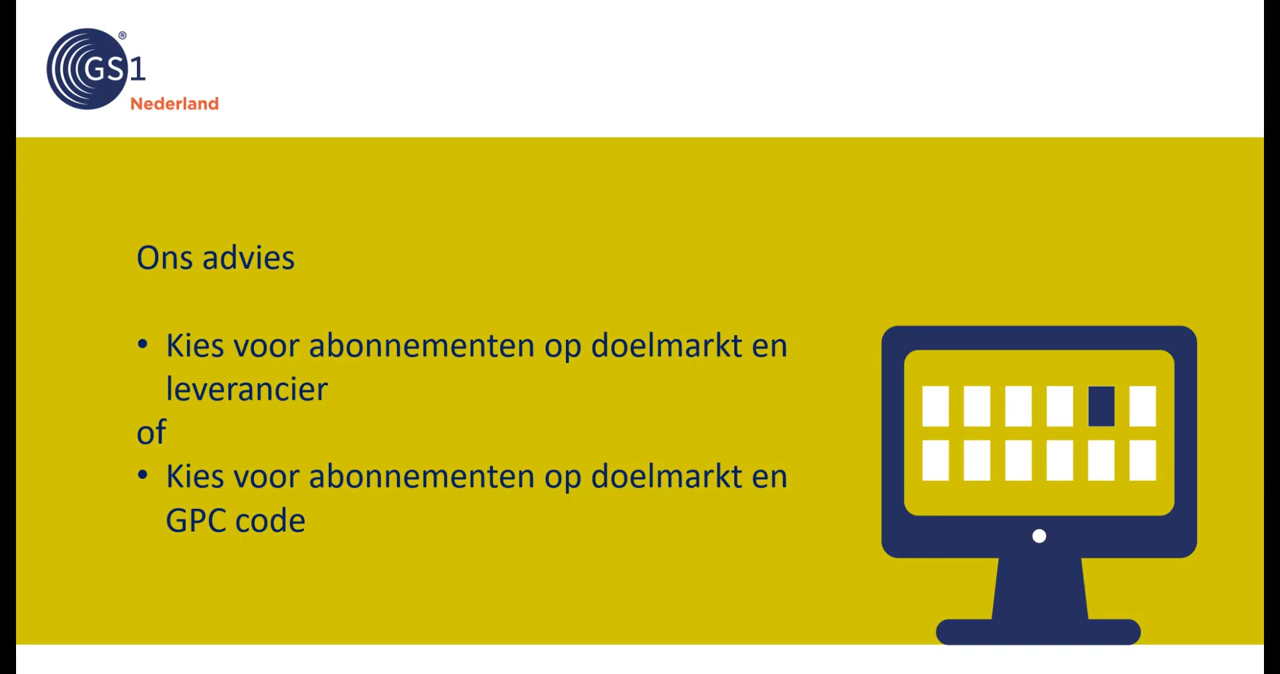 GS1®
Nederland
Ons advies
• Kies voor abonnementen op doelmarkt en
leverancier
of
• Kies voor abonnementen op doelmarkt en
GPC code